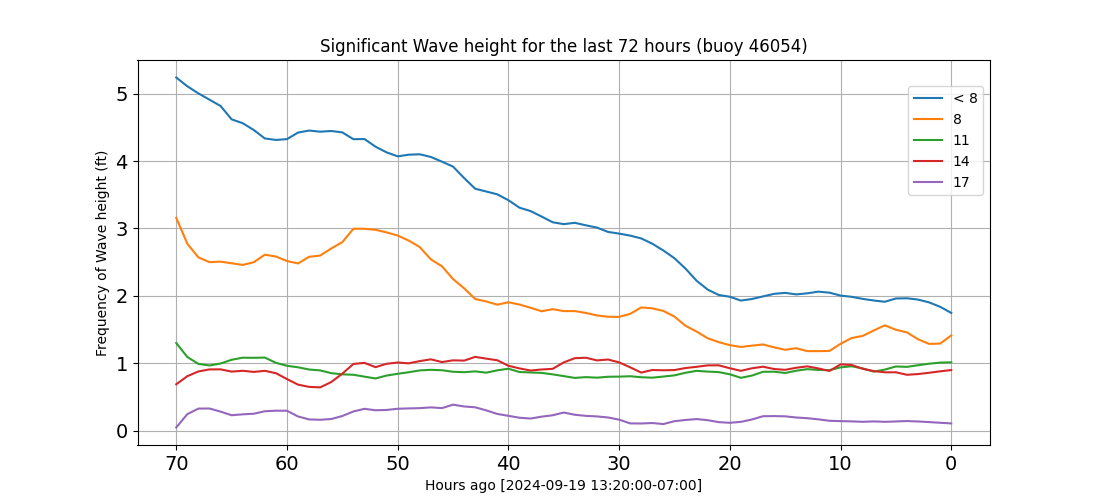 Significant Wave height for the last 72 hours (buoy 46054)
Frequency of Wave height (ft)
5
4
3
2
1
0
< 8
8
11
14
17
70 60 50 40 30 20 10 0
Hours ago [2024-09-19 13:20:00-07:00]